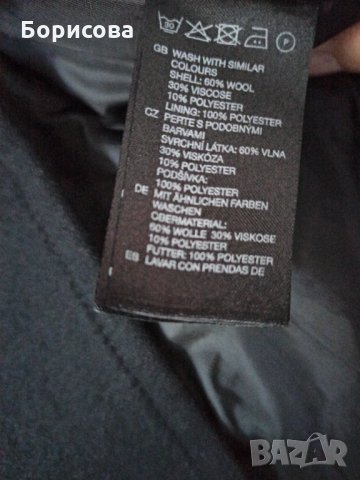 Борисова
GB WASH WITH SIMILAR
COLOURS
SHELL: 60% WOOL
30% VISCOSE
10% POLYESTER
LINING: 100% POLYESTER
CZ PERTE S PODOBNÝMI
BARVAMI
SVRCHNÍ LÁTKA: 60% VLNA
30% VISKÓZA
10% POLYESTER
PODŠÍVKA:
100% POLYESTER
DE MIT ÄHNLICHEN FARBEN
WASCHEN
OBERMATERIAL:
60% WOLLE 30% VISKOSE
10% POLYESTER
FUTTER: 100% POLYESTER
ES LAVAR CON PRENDAS DE
BAZAR